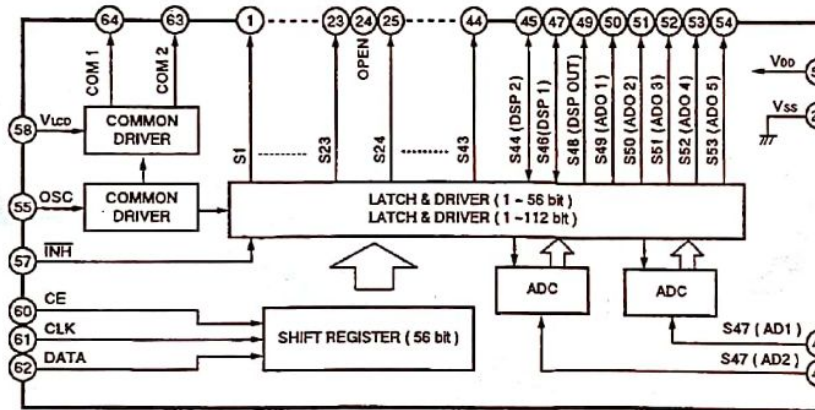 64 63 1 23 24 25 44 45 47 49 50 51 52 53 54
COM 1
COM 2
OPEN
S44 (DSP 2)
S46 (DSP 1)
S48 (DSP OUT)
S49 (ADO 1)
S50 (ADO 2)
S51 (ADO 3)
S52 (ADO 4)
S53 (ADO 5)
VDD
VSS
58 VLCD
COMMON
DRIVER
S1
S23
S24
S43
55 OSC
COMMON
DRIVER
LATCH & DRIVER ( 1 ~ 56 bit )
LATCH & DRIVER ( 1 ~ 112 bit )
57 INH
ADC
ADC
60 CE
61 CLK
62 DATA
SHIFT REGISTER ( 56 bit )
S47 ( AD1 )
S47 ( AD2 )